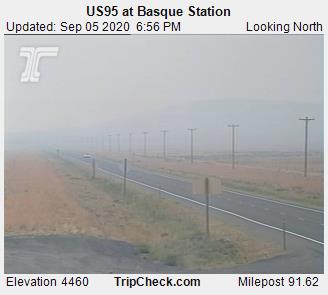 US95 at Basque Station
Updated: Sep 05 2020 6:56 PM Looking North
Elevation 4460 TripCheck.com Milepost 91.62